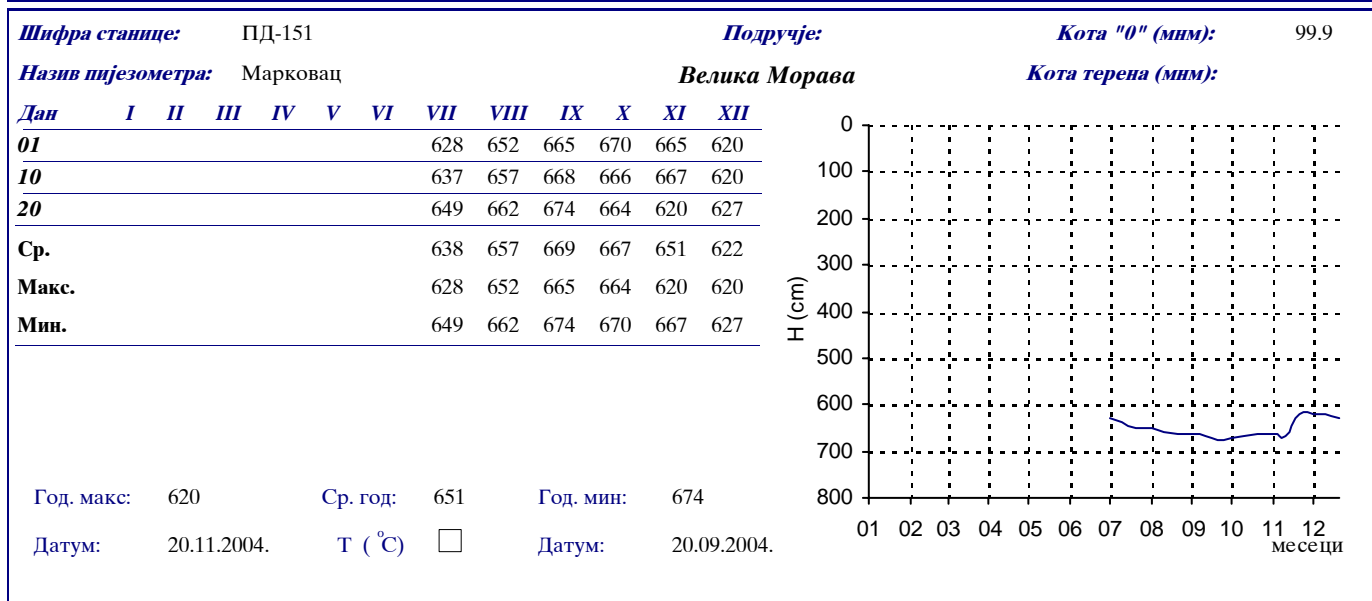 Шифра станице: ПД-151 Подручје: Кота "0" (мнм): 99.9
Назив пијезометра: Марковац Велика Морава Кота терена (мнм):
Дан I II III IV V VI VII VIII IX X XI XII
01 628 652 665 670 665 620
10 637 657 668 666 667 620
20 649 662 674 664 620 627
Ср. 638 657 669 667 651 622
Макс. 628 652 665 664 620 620
Мин. 649 662 674 670 667 627
Год. макс: 620 Ср. год: 651 Год. мин: 674
Датум: 20.11.2004. Т (°C) Датум: 20.09.2004.
0
100
200
300
400
500
600
700
800
H (cm)
01 02 03 04 05 06 07 08 09 10 11 12
месеци